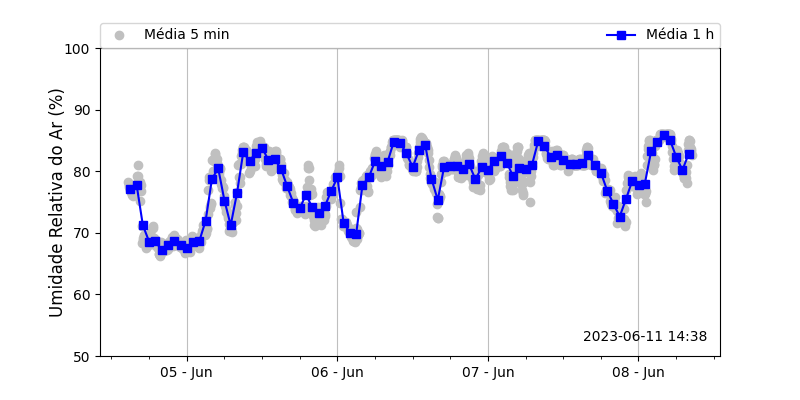 Média 5 min
Média 1 h
Umidade Relativa do Ar (%)
100
90
80
70
60
50
2023-06-11 14:38
05 - Jun
06 - Jun
07 - Jun
08 - Jun